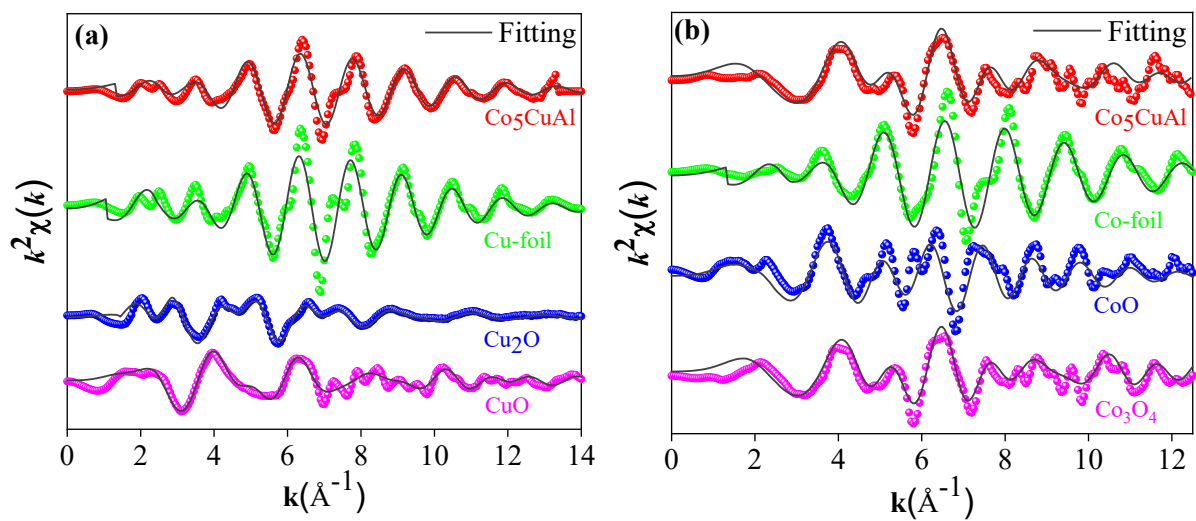 (a)
Fitting
Co₅CuAl
Cu-foil
Cu₂O
CuO
k²χ(k)
0 2 4 6 8 10 12 14
k(Å⁻¹)
(b)
Fitting
Co₅CuAl
Co-foil
CoO
Co₃O₄
k²χ(k)
0 2 4 6 8 10 12
k(Å⁻¹)